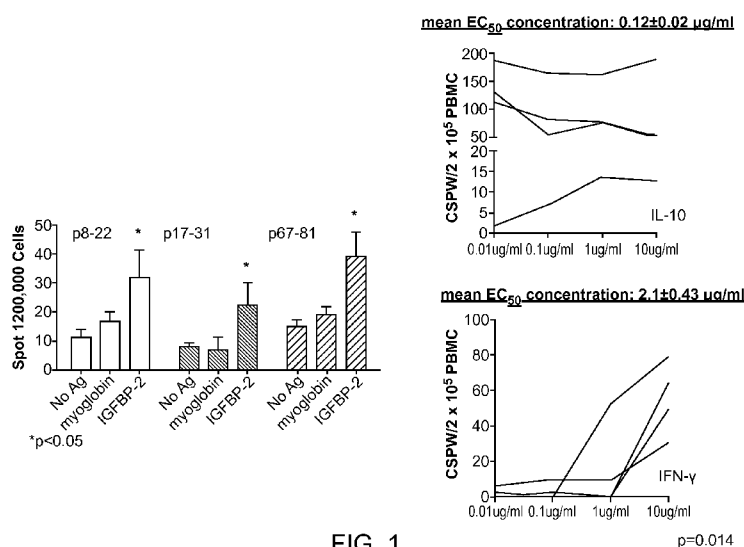 mean EC50 concentration: 0.12±0.02 µg/ml
200
150
100
50
20
15
10
5
0
CSPW/2 x 10^5 PBMC
IL-10
0.01ug/ml 0.1ug/ml 1ug/ml 10ug/ml
50
40
30
20
10
0
Spot 1200,000 Cells
p8-22 p17-31 p67-81
* * *
No Ag myoglobin IGFBP-2 No Ag myoglobin IGFBP-2 No Ag myoglobin IGFBP-2
*p<0.05
mean EC50 concentration: 2.1±0.43 µg/ml
100
80
60
40
20
0
CSPW/2 x 10^5 PBMC
IFN-γ
0.01ug/ml 0.1ug/ml 1ug/ml 10ug/ml
p=0.014
FIG. 1